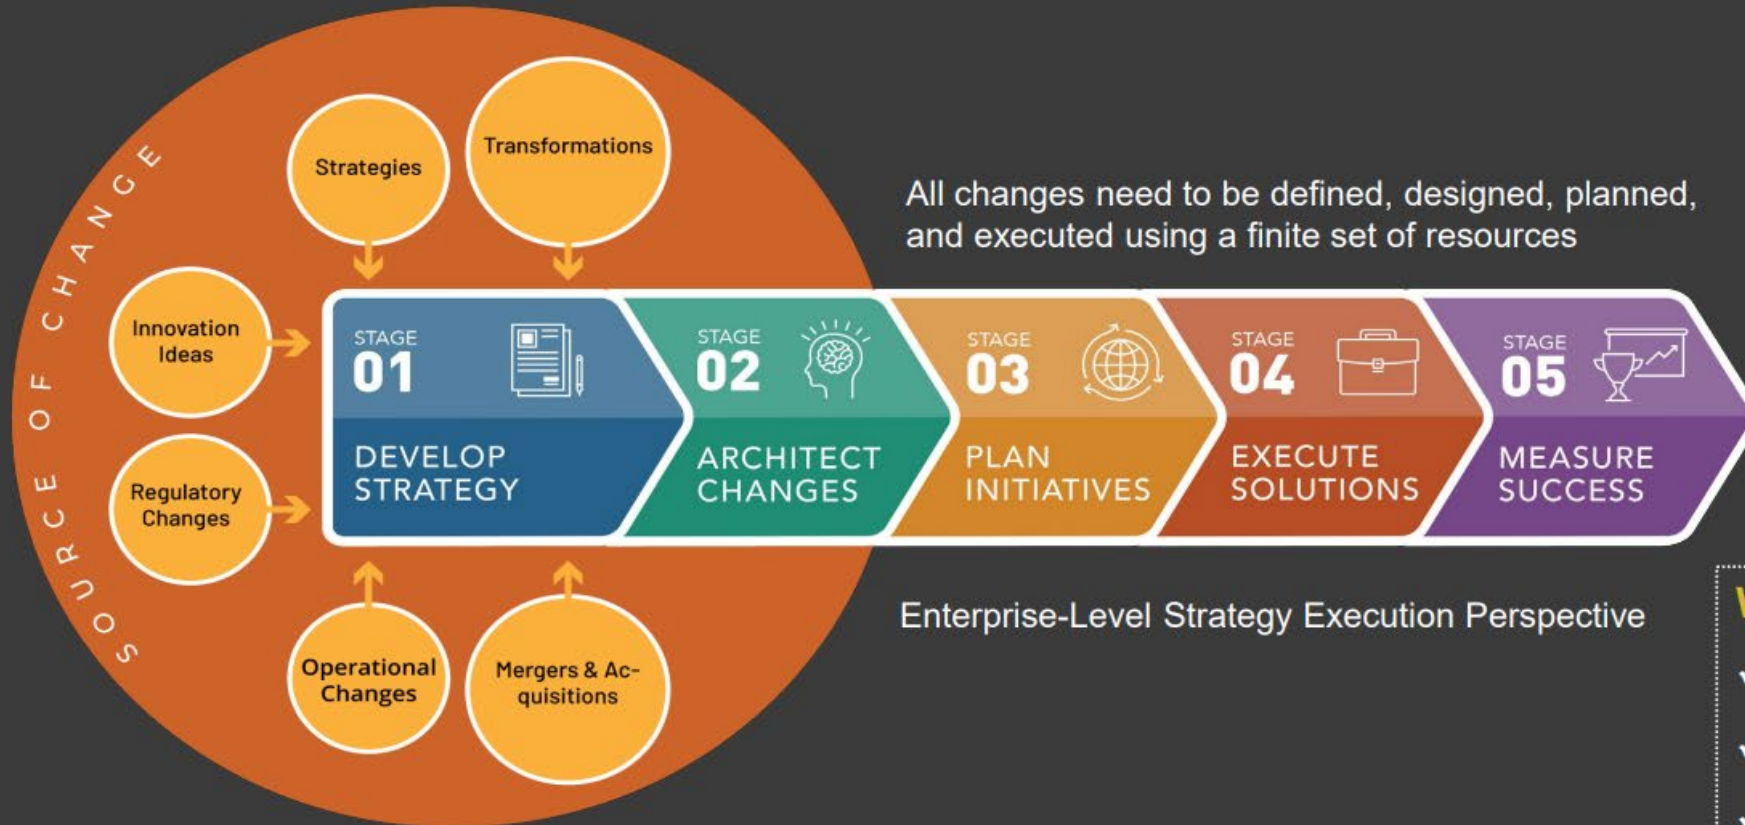 SOURCE OF CHANGE
Strategies
Transformations
Innovation
Ideas
Regulatory
Changes
Operational
Changes
Mergers & Ac-
quisitions
All changes need to be defined, designed, planned,
and executed using a finite set of resources
STAGE
01
DEVELOP
STRATEGY
STAGE
02
ARCHITECT
CHANGES
STAGE
03
PLAN
INITIATIVES
STAGE
04
EXECUTE
SOLUTIONS
STAGE
05
MEASURE
SUCCESS
Enterprise-Level Strategy Execution Perspective